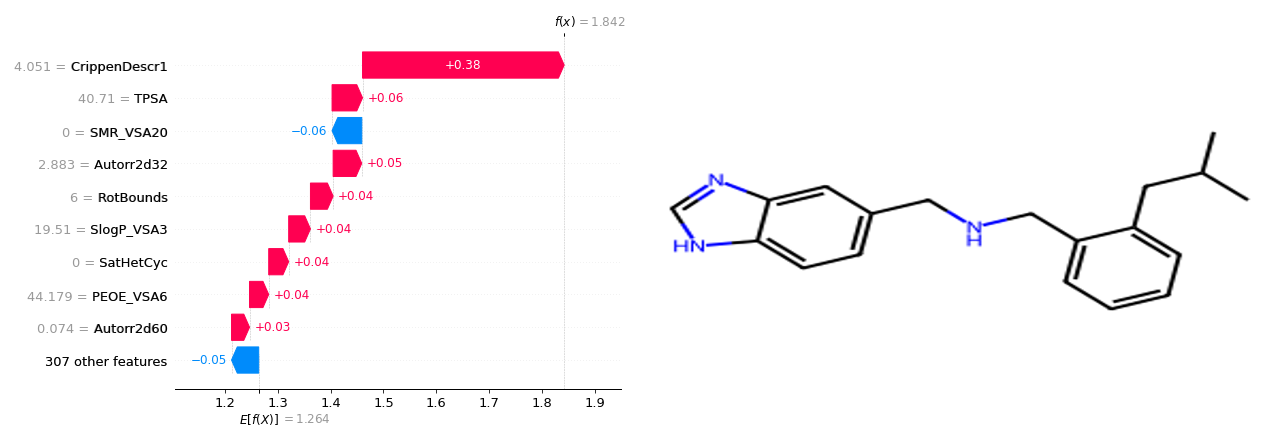 f(x) = 1.842
4.051 = CrippenDescr1
+0.38
40.71 = TPSA
+0.06
0 = SMR_VSA20
−0.06
2.883 = Autorr2d32
+0.05
6 = RotBounds
+0.04
19.51 = SlogP_VSA3
+0.04
0 = SatHetCyc
+0.04
44.179 = PEOE_VSA6
+0.04
0.074 = Autorr2d60
+0.03
307 other features
−0.05
1.2 1.3 1.4 1.5 1.6 1.7 1.8 1.9
E[f(X)] = 1.264
N
HN
N
H